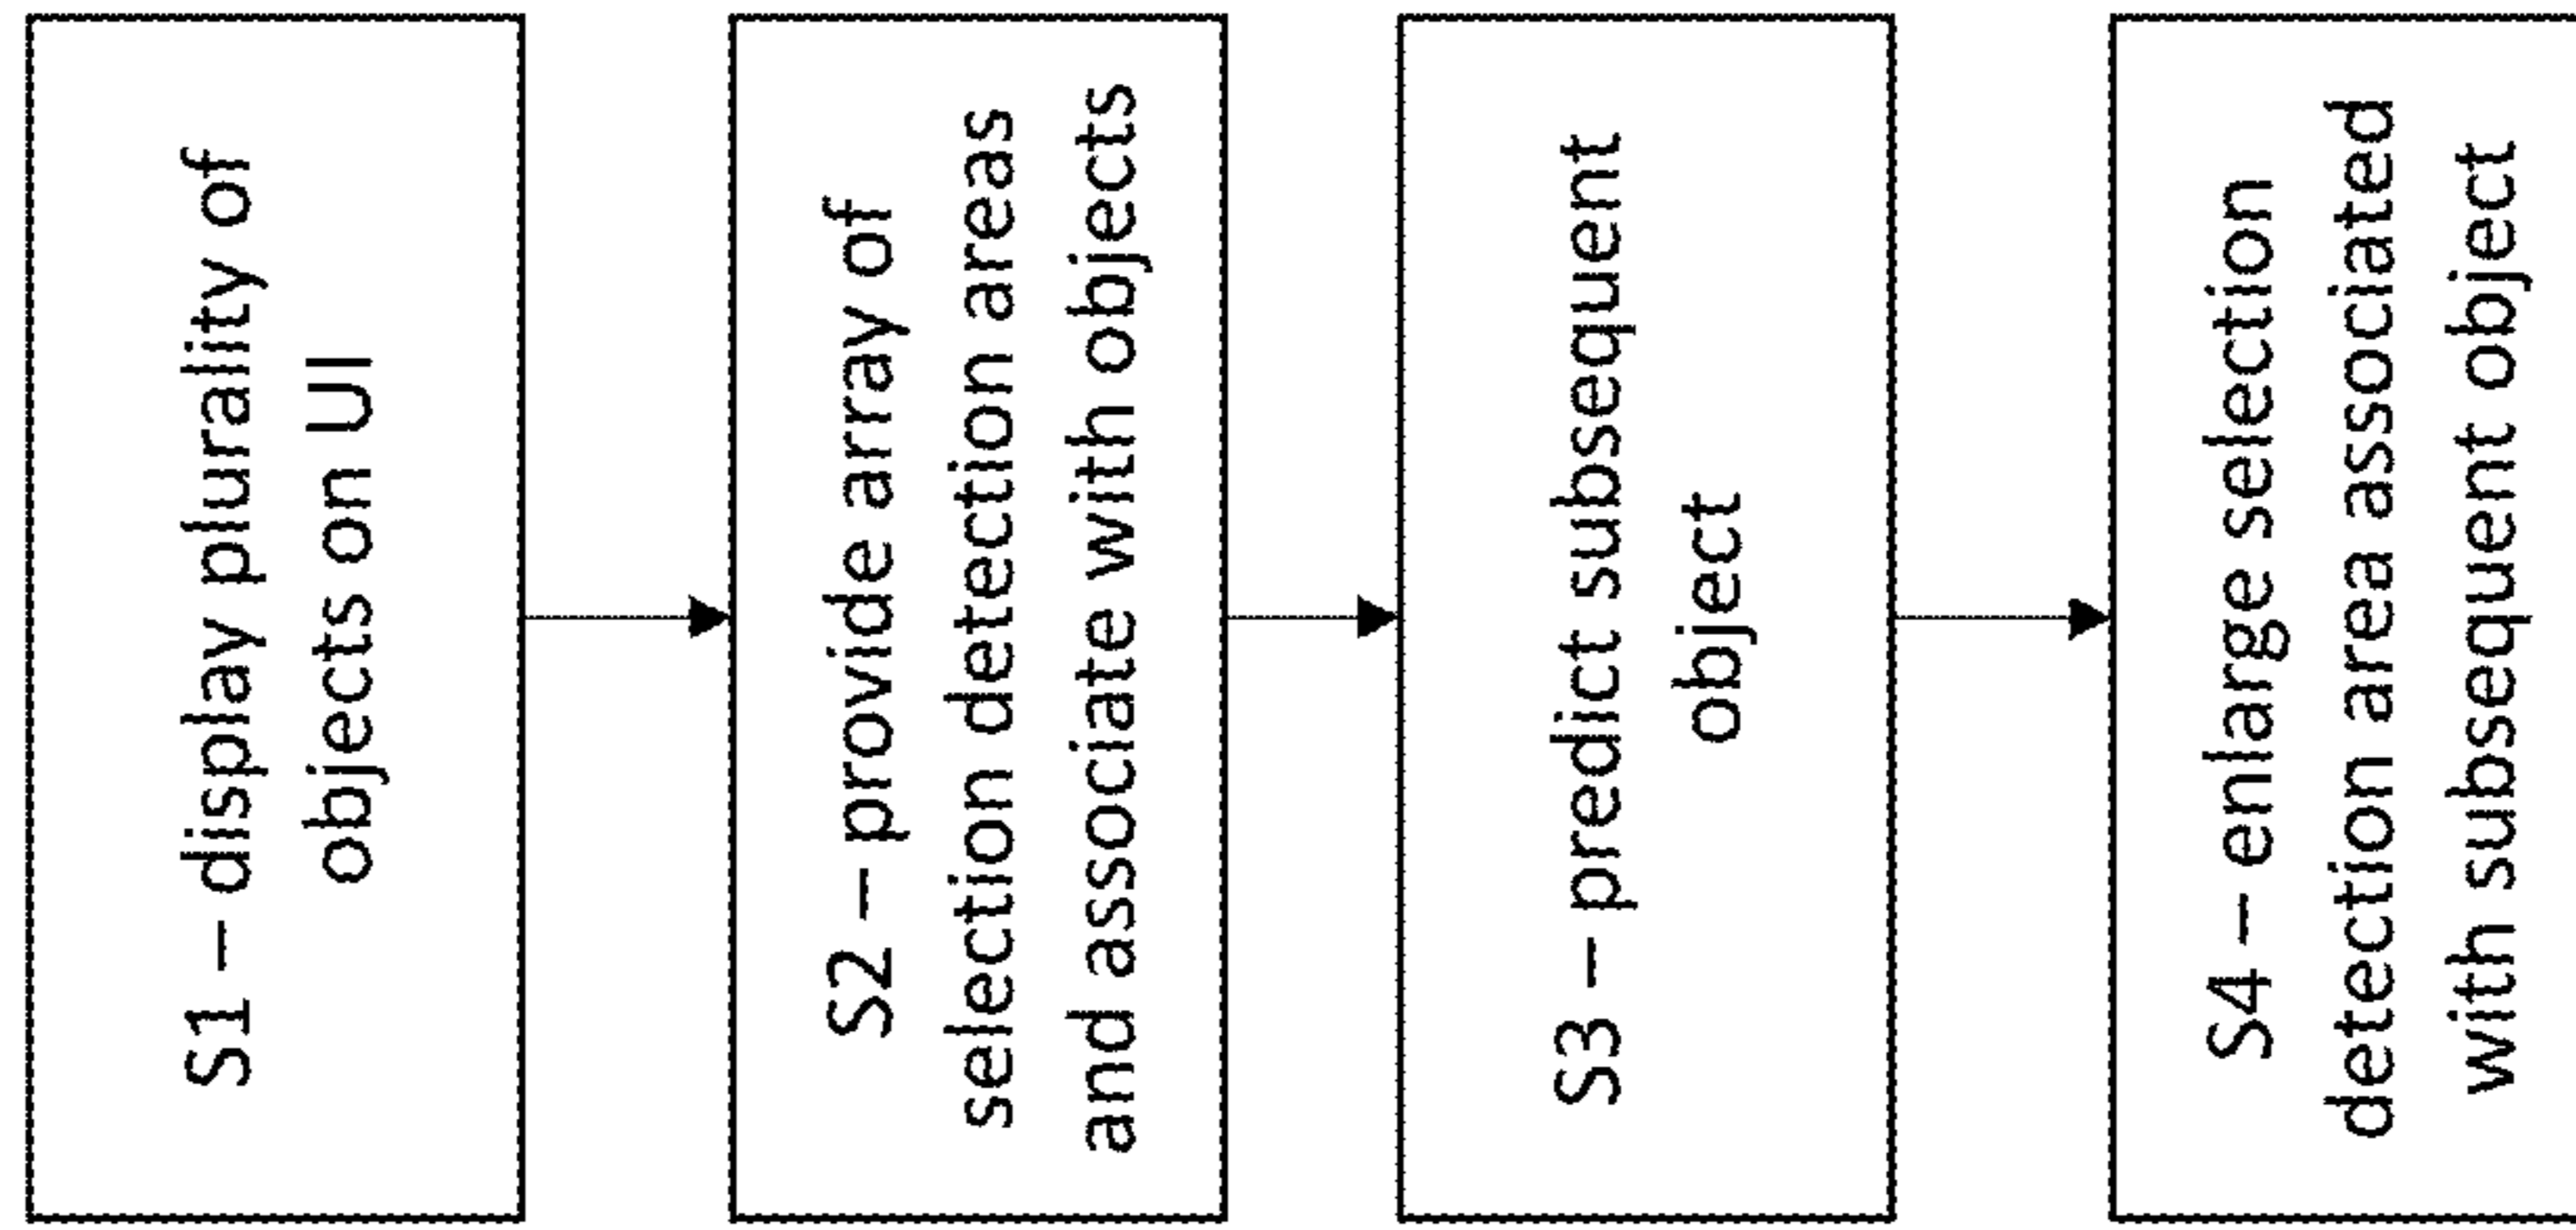 S1 – display plurality of
objects on UI
S2 – provide array of
selection detection areas
and associate with objects
S3 – predict subsequent
object
S4 – enlarge selection
detection area associated
with subsequent object